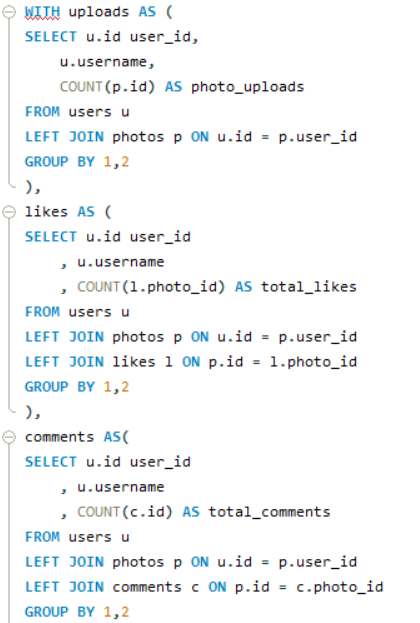 WITH uploads AS (
SELECT u.id user_id,
u.username,
COUNT(p.id) AS photo_uploads
FROM users u
LEFT JOIN photos p ON u.id = p.user_id
GROUP BY 1,2
),
likes AS (
SELECT u.id user_id
, u.username
, COUNT(l.photo_id) AS total_likes
FROM users u
LEFT JOIN photos p ON u.id = p.user_id
LEFT JOIN likes l ON p.id = l.photo_id
GROUP BY 1,2
),
comments AS(
SELECT u.id user_id
, u.username
, COUNT(c.id) AS total_comments
FROM users u
LEFT JOIN photos p ON u.id = p.user_id
LEFT JOIN comments c ON p.id = c.photo_id
GROUP BY 1,2